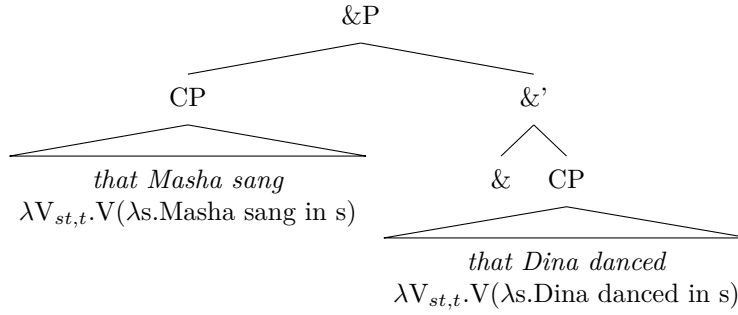 &P
CP &'
that Masha sang & CP
λV_{st,t}.V(λs.Masha sang in s)
that Dina danced
λV_{st,t}.V(λs.Dina danced in s)